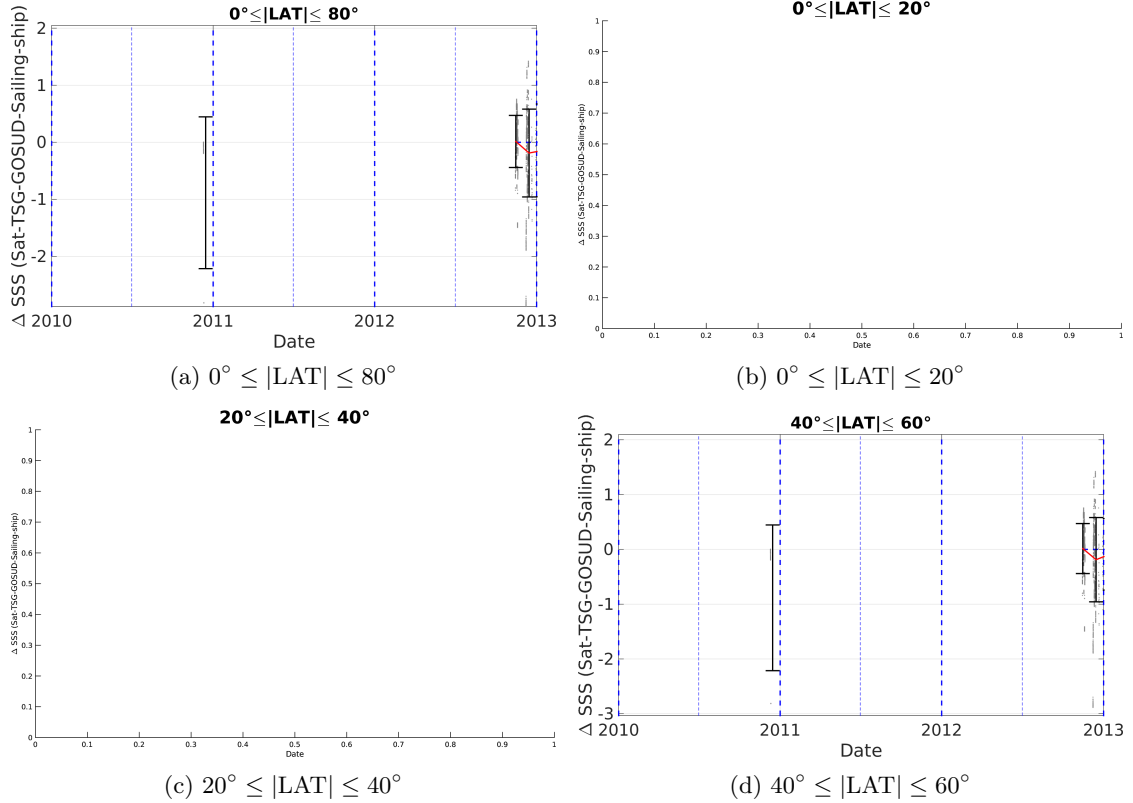 0°≤|LAT|≤ 80°
Δ SSS (Sat-TSG-GOSUD-Sailing-ship)
2
1
0
-1
-2
2010 2011 2012 2013
Date
(a) 0° ≤ |LAT| ≤ 80°
0°≤|LAT|≤ 20°
Δ SSS (Sat-TSG-GOSUD-Sailing-ship)
1
0.9
0.8
0.7
0.6
0.5
0.4
0.3
0.2
0.1
0
0 0.1 0.2 0.3 0.4 0.5 0.6 0.7 0.8 0.9 1
Date
(b) 0° ≤ |LAT| ≤ 20°
20°≤|LAT|≤ 40°
Δ SSS (Sat-TSG-GOSUD-Sailing-ship)
1
0.9
0.8
0.7
0.6
0.5
0.4
0.3
0.2
0.1
0
0 0.1 0.2 0.3 0.4 0.5 0.6 0.7 0.8 0.9 1
Date
(c) 20° ≤ |LAT| ≤ 40°
40°≤|LAT|≤ 60°
Δ SSS (Sat-TSG-GOSUD-Sailing-ship)
2
1
0
-1
-2
-3
2010 2011 2012 2013
Date
(d) 40° ≤ |LAT| ≤ 60°